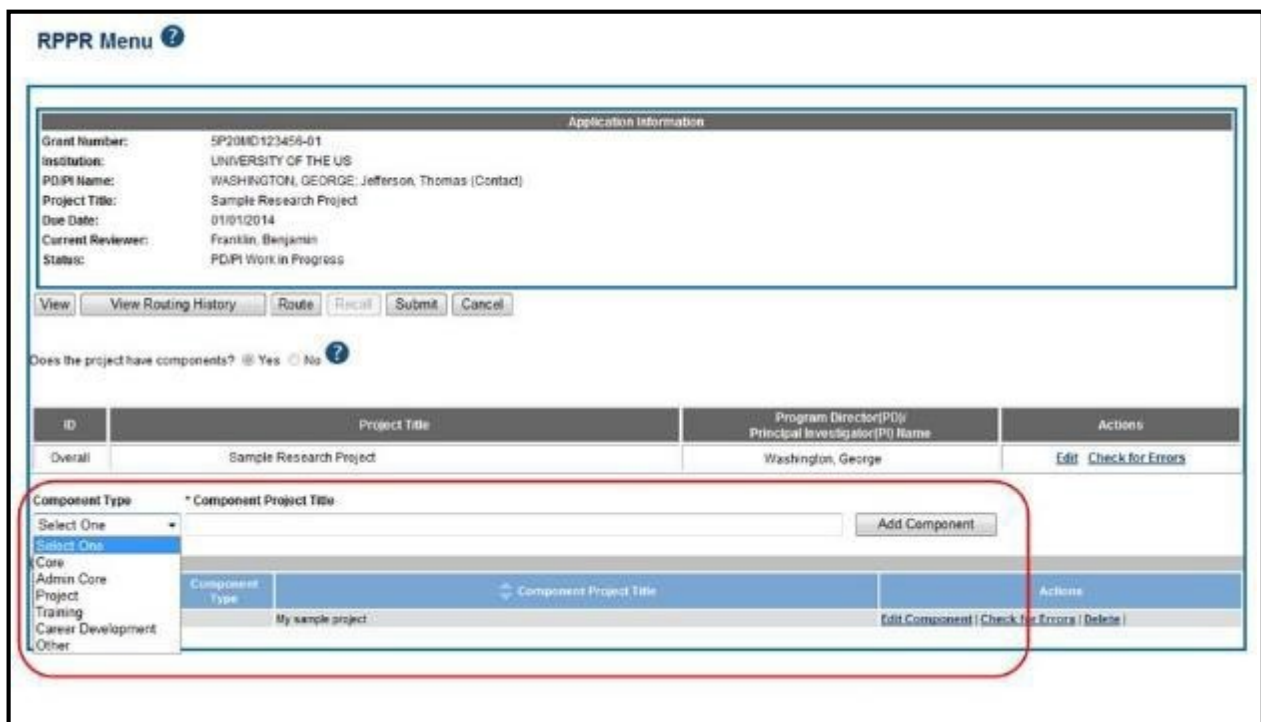 RPPR Menu ?
Application Information
Grant Number: 5P20MD123456-01
Institution: UNIVERSITY OF THE US
PD/PI Name: WASHINGTON, GEORGE; Jefferson, Thomas (Contact)
Project Title: Sample Research Project
Due Date: 01/01/2014
Current Reviewer: Franklin, Benjamin
Status: PD/PI Work in Progress
View View Routing History Route Recall Submit Cancel
Does the project have components? Yes No ?
ID Project Title Program Director(PD)/ Principal Investigator(PI) Name Actions
Overall Sample Research Project Washington, George Edit Check for Errors
Component Type * Component Project Title
Select One Add Component
Select One
Core
Admin Core
Project
Training
Career Development
Other
Component Type Component Project Title Actions
My sample project Edit Component | Check for Errors | Delete |